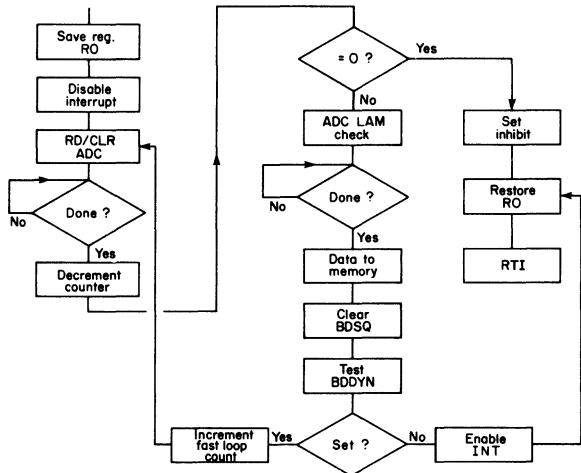 Save reg.
RO
Disable
interrupt
RD/CLR
ADC
Done ?
No
Yes
Decrement
counter
= O ?
Yes
No
ADC LAM
check
Done ?
No
Yes
Data to
memory
Clear
BDSQ
Test
BDDYN
Set ?
Yes
Increment
fast loop
count
No
Enable
INT
Set
inhibit
Restore
RO
RTI